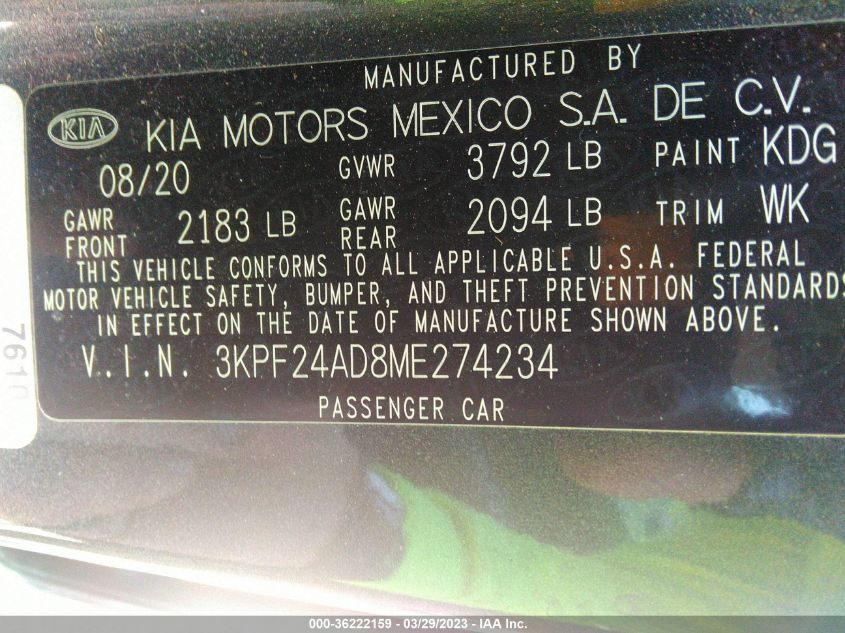 MANUFACTURED BY
KIA KIA MOTORS MEXICO S.A. DE C.V.
08/20 GVWR 3792 LB PAINT KDG
GAWR FRONT 2183 LB GAWR REAR 2094 LB TRIM WK
THIS VEHICLE CONFORMS TO ALL APPLICABLE U.S.A. FEDERAL
MOTOR VEHICLE SAFETY, BUMPER, AND THEFT PREVENTION STANDARDS
IN EFFECT ON THE DATE OF MANUFACTURE SHOWN ABOVE.
V.I.N. 3KPF24AD8ME274234
PASSENGER CAR
7610
000-36222159 - 03/29/2023 - IAA Inc.